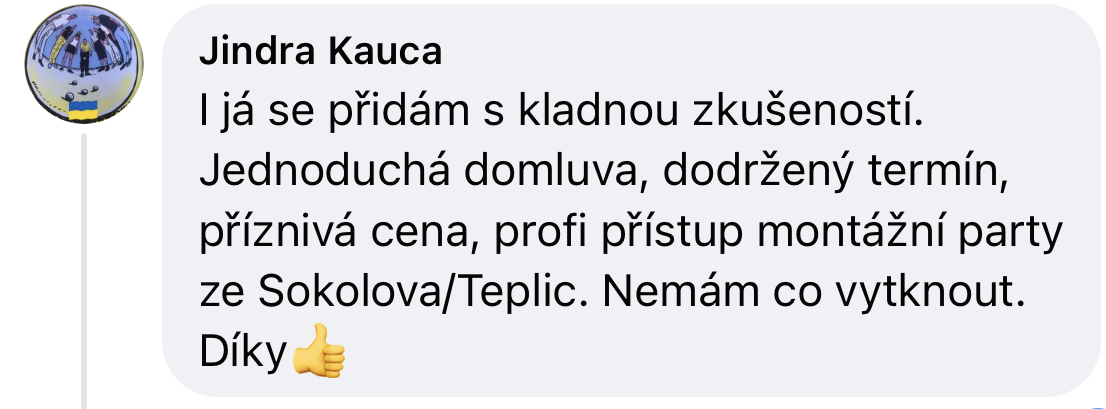 Jindra Kauca
I já se přidám s kladnou zkušeností.
Jednoduchá domluva, dodržený termín,
příznivá cena, profi přístup montážní party
ze Sokolova/Teplic. Nemám co vytknout.
Díky👍